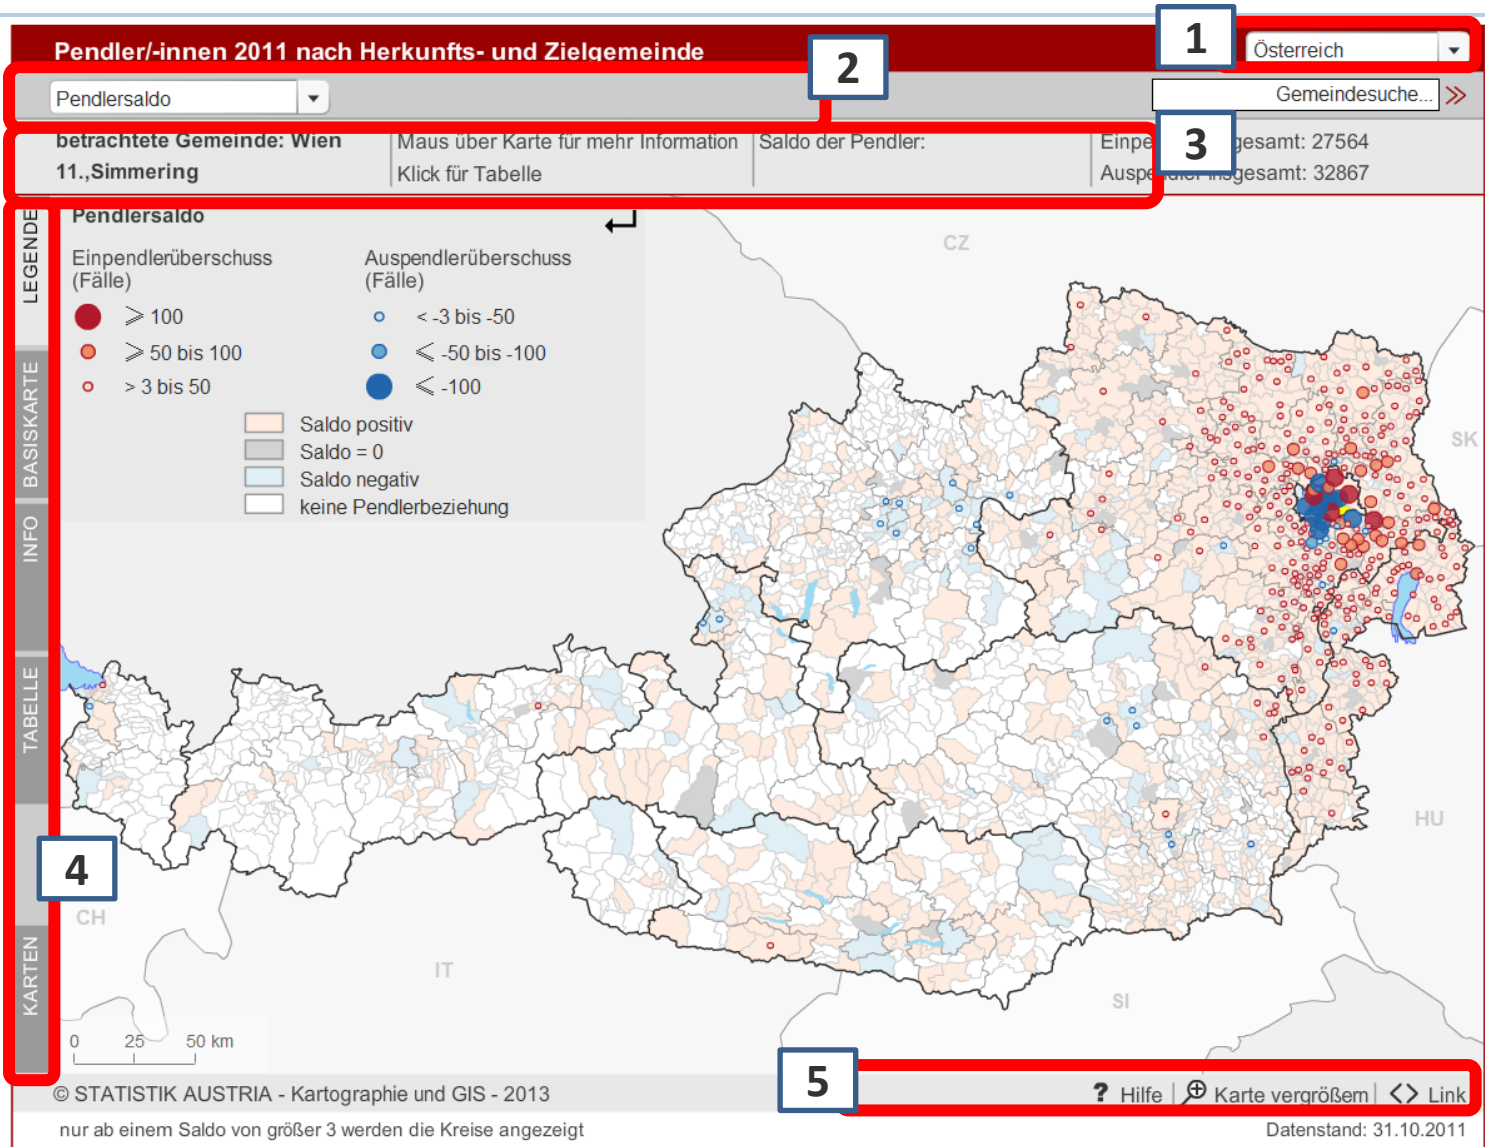 Pendler/-innen 2011 nach Herkunfts- und Zielgemeinde
1
Österreich
2
Pendlersaldo
Gemeindesuche...
betrachtete Gemeinde: Wien
11.,Simmering
Maus über Karte für mehr Information
Klick für Tabelle
Saldo der Pendler:
3
gesamt: 27564
insgesamt: 32867
LEGENDE
BASISKARTE
INFO
TABELLE
KARTEN
4
Pendlersaldo
Einpendlerüberschuss
(Fälle)
⩾ 100
⩾ 50 bis 100
> 3 bis 50
Auspendlerüberschuss
(Fälle)
< -3 bis -50
⩽ -50 bis -100
⩽ -100
Saldo positiv
Saldo = 0
Saldo negativ
keine Pendlerbeziehung
CZ
SK
HU
SI
IT
CH
0 25 50 km
5
© STATISTIK AUSTRIA - Kartographie und GIS - 2013
? Hilfe | Karte vergrößern | <> Link
nur ab einem Saldo von größer 3 werden die Kreise angezeigt
Datenstand: 31.10.2011